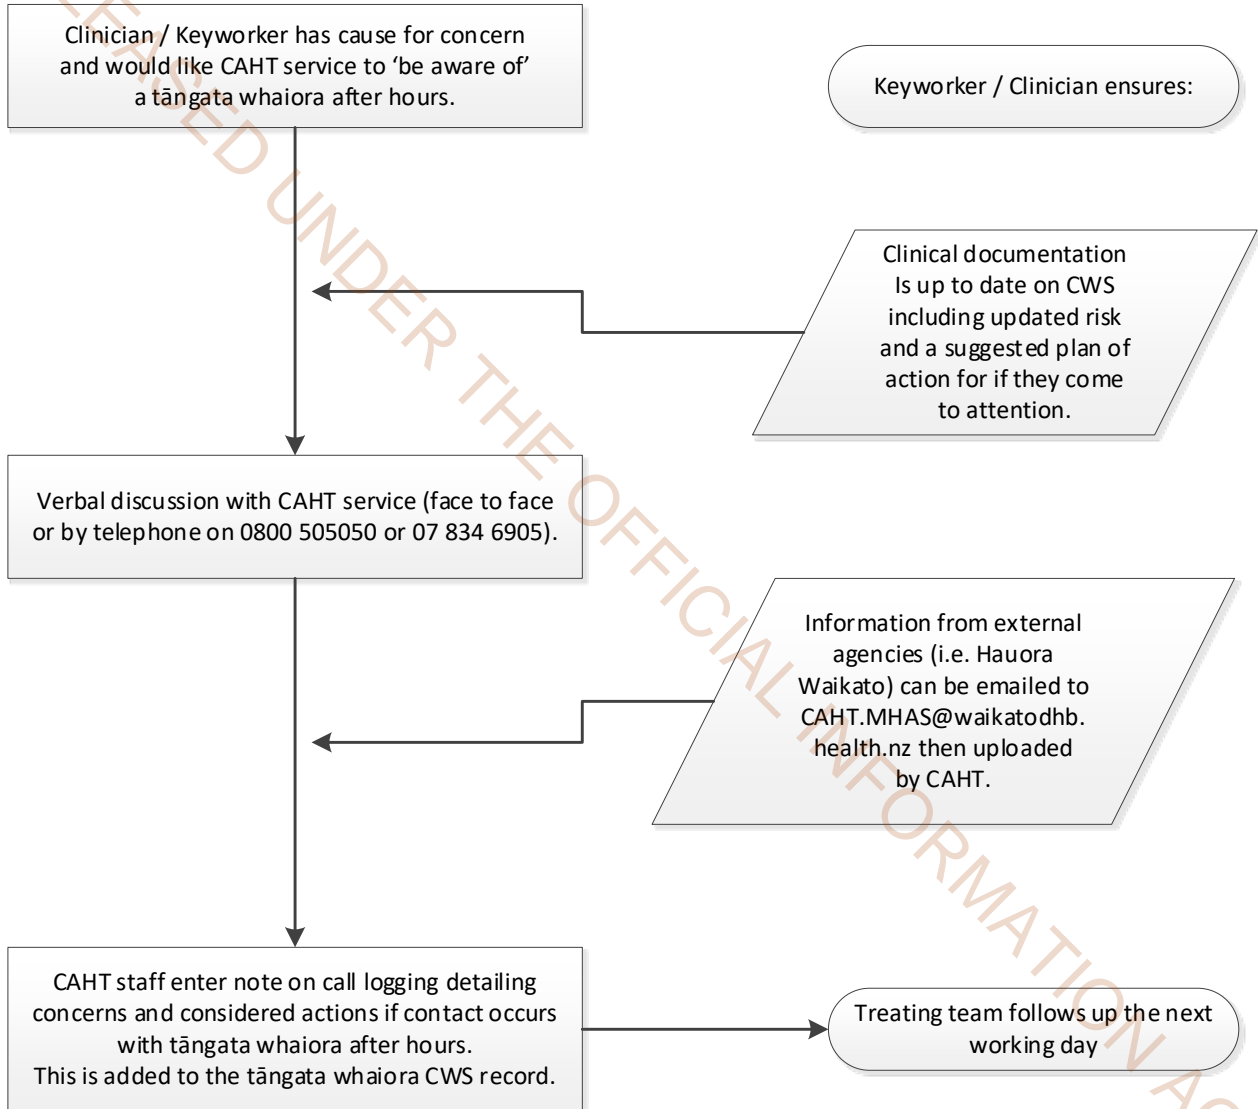 Clinician / Keyworker has cause for concern
and would like CAHT service to ‘be aware of’
a tāngata whaiora after hours.
Keyworker / Clinician ensures:
Clinical documentation
Is up to date on CWS
including updated risk
and a suggested plan of
action for if they come
to attention.
Verbal discussion with CAHT service (face to face
or by telephone on 0800 505050 or 07 834 6905).
Information from external
agencies (i.e. Hauora
Waikato) can be emailed to
CAHT.MHAS@waikatodhb.
health.nz then uploaded
by CAHT.
CAHT staff enter note on call logging detailing
concerns and considered actions if contact occurs
with tāngata whaiora after hours.
This is added to the tāngata whaiora CWS record.
Treating team follows up the next
working day
UNDER THE OFFICIAL INFORMATION